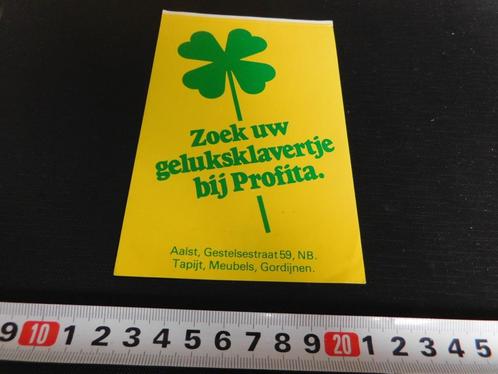 Zoek uw
geluksklavertje
bij Profita.
Aalst, Gestelsestraat 59, NB.
Tapijt, Meubels, Gordijnen.
9 10 1 2 3 4 5 6 7 8 9 20 1 2 3 4 5